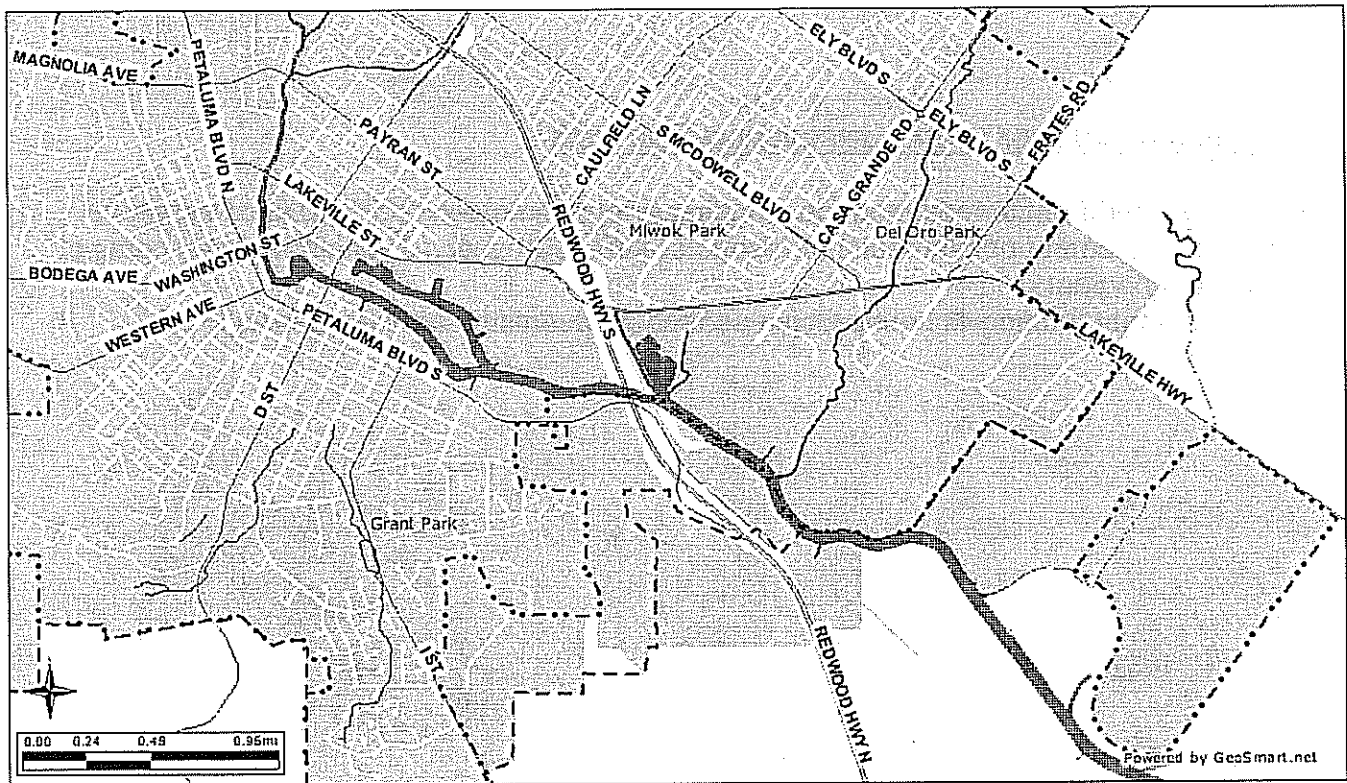 MAGNOLIA AVE
PETALUMA BLVD N
PAYRAN ST
LAKEVILLE ST
BODEGA AVE
WASHINGTON ST
WESTERN AVE
D ST
PETALUMA BLVD S
REDWOOD HWY S
CAULFIELD LN
S MCDOWELL BLVD
ELY BLVD S
CASA GRANDE RD
ELY BLVD S
FRATES RD
Miwok Park
Del Oro Park
LAKEVILLE HWY
Grant Park
I ST
REDWOOD HWY N
0.00 0.24 0.48 0.95mi
Powered by GeoSmart.net